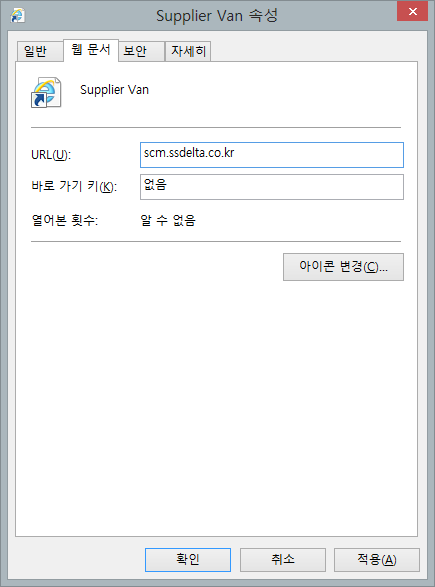 Supplier Van 속성
일반 웹 문서 보안 자세히
Supplier Van
URL(U): scm.ssdelta.co.kr
바로 가기 키(K): 없음
열어본 횟수: 알 수 없음
아이콘 변경(C)...
확인 취소 적용(A)